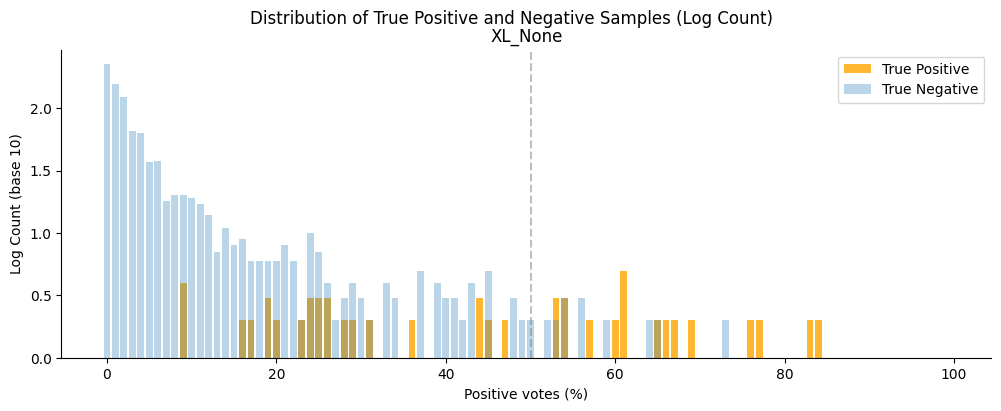 Distribution of True Positive and Negative Samples (Log Count)
XL_None
True Positive
True Negative
Log Count (base 10)
2.0
1.5
1.0
0.5
0.0
0
20
40
60
80
100
Positive votes (%)